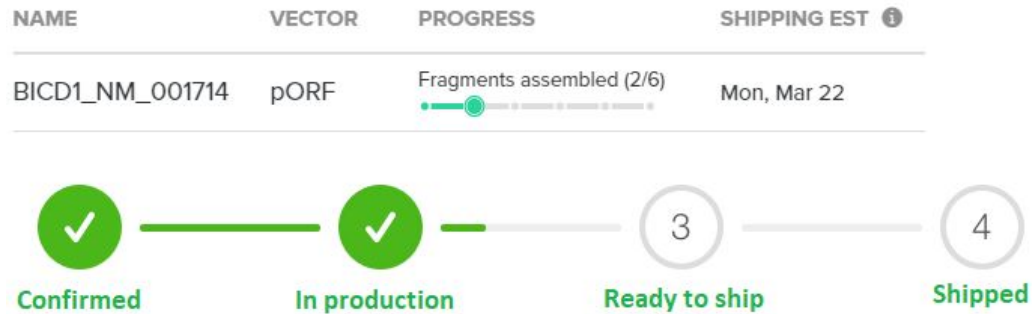 NAME VECTOR PROGRESS SHIPPING EST i
BICD1_NM_001714 pORF Fragments assembled (2/6) Mon, Mar 22
3 4
Confirmed In production Ready to ship Shipped